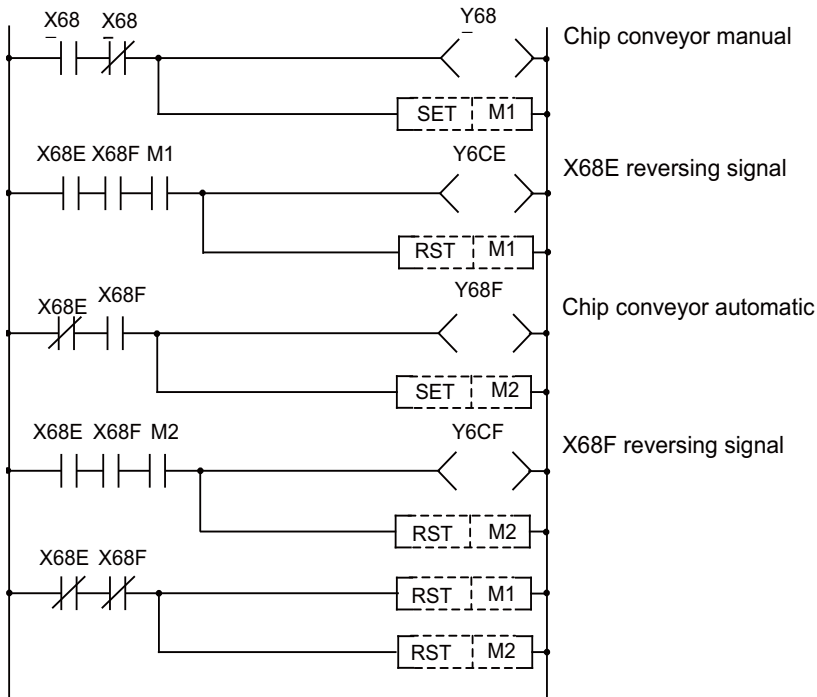 X68 X68 Y68
Chip conveyor manual
SET M1
X68E X68F M1 Y6CE
X68E reversing signal
RST M1
X68E X68F Y68F
Chip conveyor automatic
SET M2
X68E X68F M2 Y6CF
X68F reversing signal
RST M2
X68E X68F
RST M1
RST M2